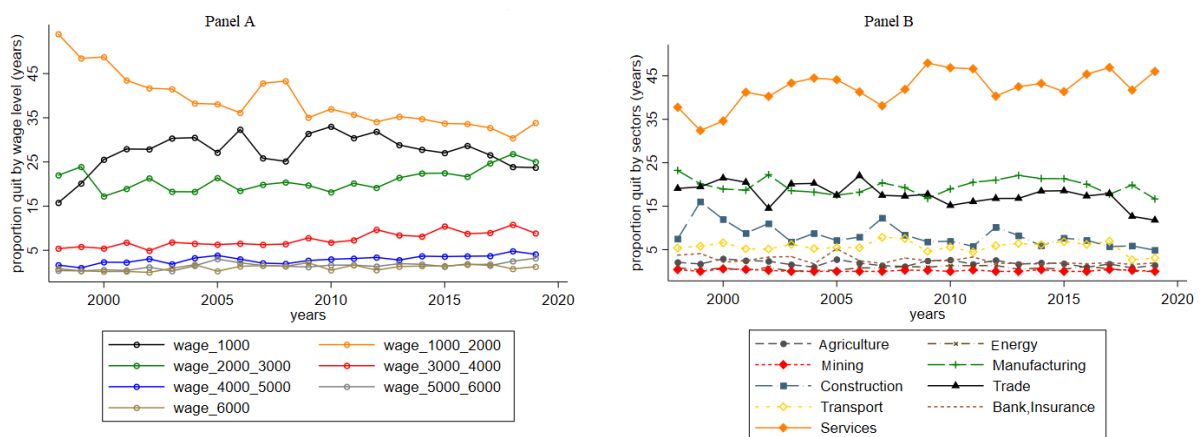 Panel A
proportion quit by wage level (years)
45
35
25
15
5
2000
2005
2010
2015
2020
years
wage_1000
wage_1000_2000
wage_2000_3000
wage_3000_4000
wage_4000_5000
wage_5000_6000
wage_6000
Panel B
proportion quit by sectors (years)
45
35
25
15
5
2000
2005
2010
2015
2020
years
Agriculture
Energy
Mining
Manufacturing
Construction
Trade
Transport
Bank,Insurance
Services